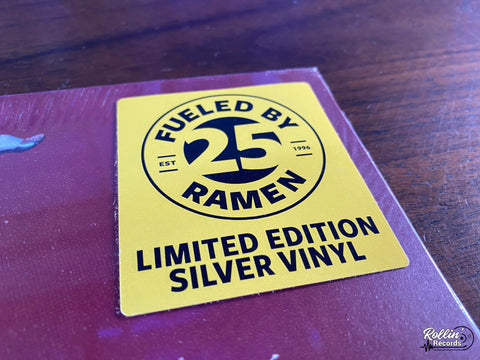 FUELED BY
25
EST 1996
RAMEN
LIMITED EDITION
SILVER VINYL
Rollin'
Records